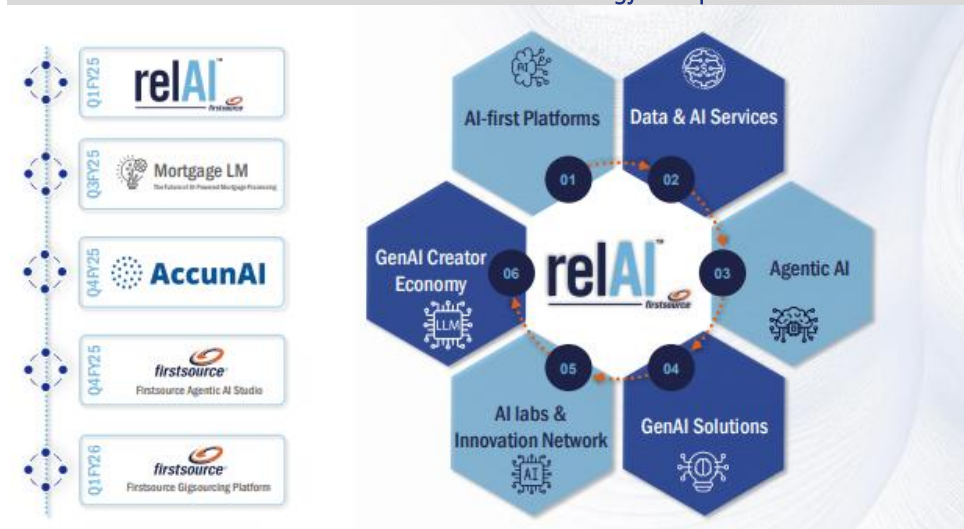 Q1FY25
relAI™
firstsource
Q3FY25
Mortgage LM
The Future of AI-Powered Mortgage Processing
Q4FY25
AccunAI
Q4FY25
firstsource
Firstsource Agentic AI Studio
Q1FY26
firstsource
Firstsource Gigsourcing Platform
AI
AI-first Platforms
01
Data & AI Services
02
03
Agentic AI
04
GenAI Solutions
05
AI labs &
Innovation Network
AI
06
GenAI Creator
Economy
LLM
relAI™
firstsource